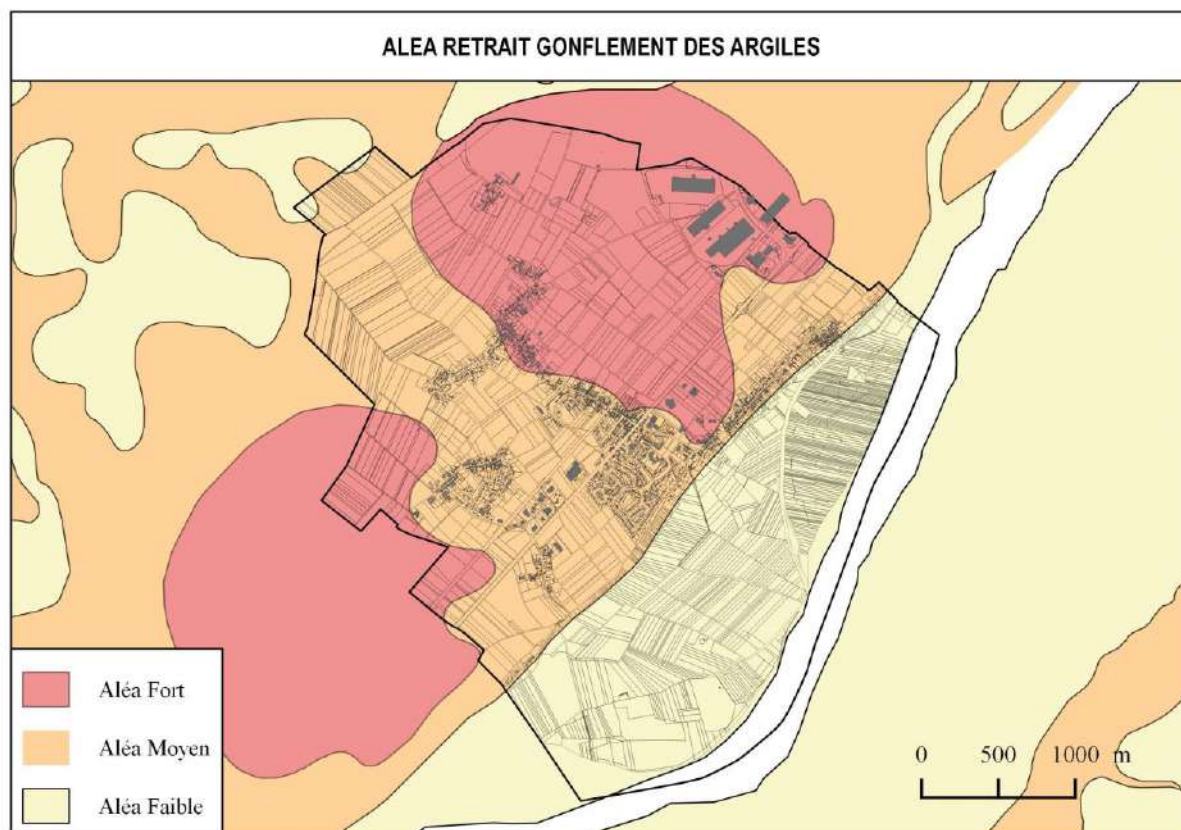 ALEA RETRAIT GONFLEMENT DES ARGILES
Aléa Fort
Aléa Moyen
Aléa Faible
0 500 1000 m